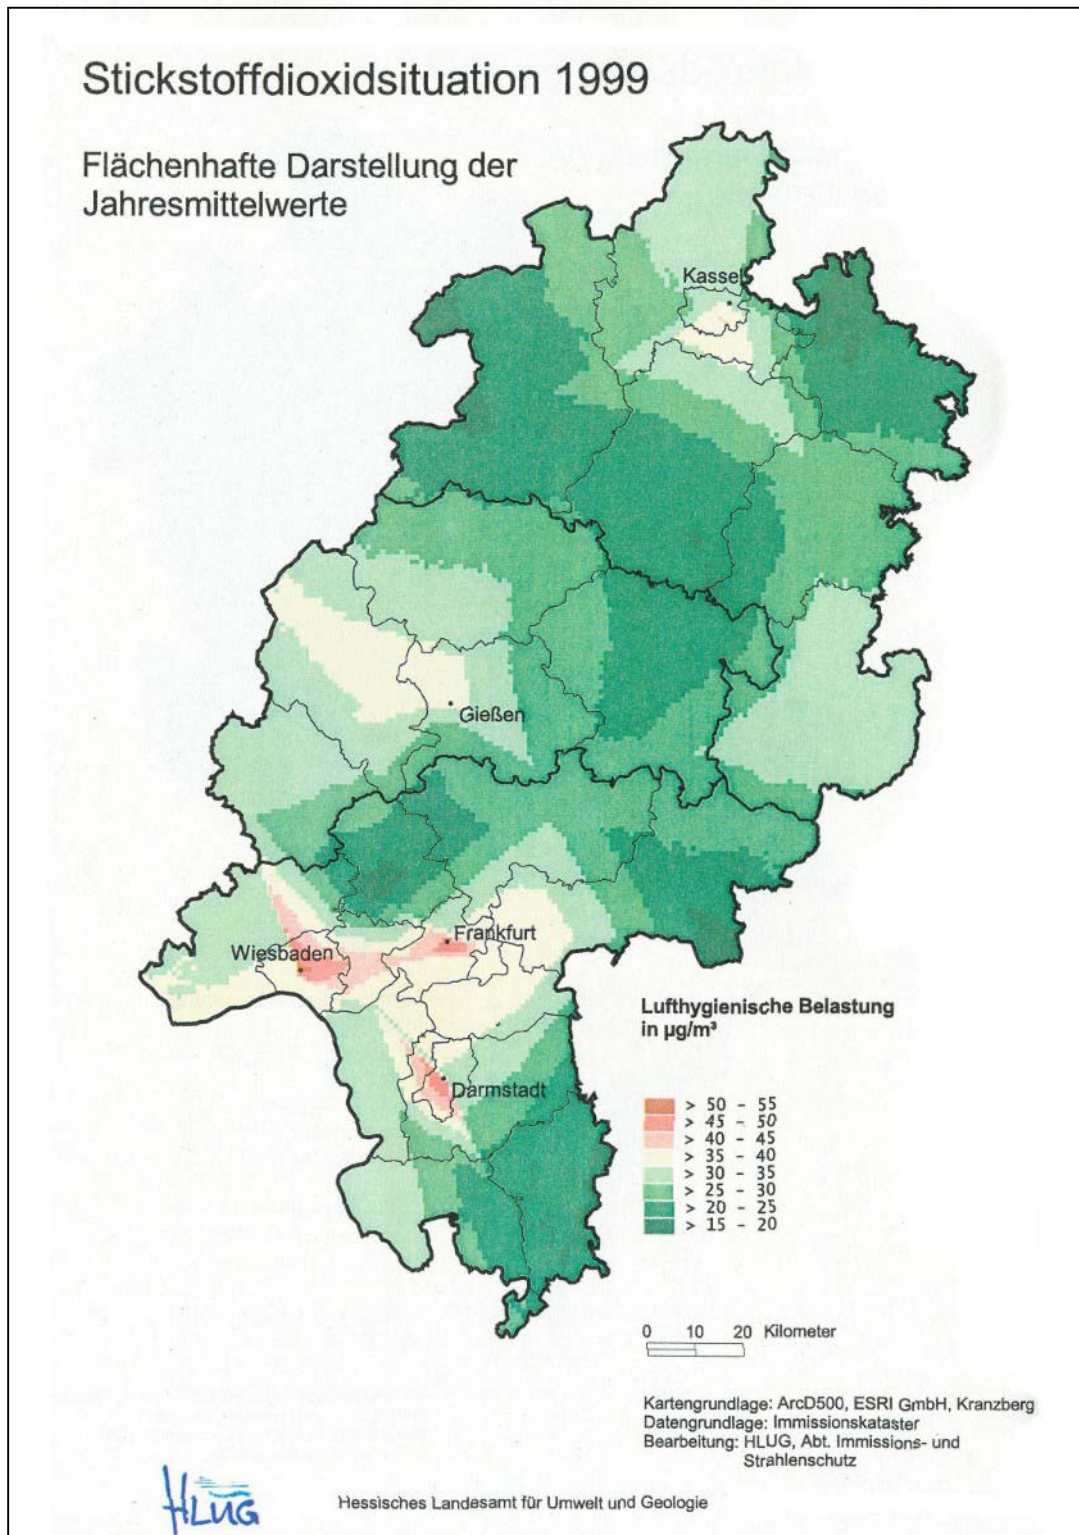 Stickstoffdioxidsituation 1999
Flächenhafte Darstellung der
Jahresmittelwerte
Kassel
Gießen
Frankfurt
Wiesbaden
Darmstadt
Lufthygienische Belastung
in µg/m³
> 50 - 55
> 45 - 50
> 40 - 45
> 35 - 40
> 30 - 35
> 25 - 30
> 20 - 25
> 15 - 20
0 10 20 Kilometer
Kartengrundlage: ArcD500, ESRI GmbH, Kranzberg
Datengrundlage: Immissionskataster
Bearbeitung: HLUG, Abt. Immissions- und
Strahlenschutz
HLUG
Hessisches Landesamt für Umwelt und Geologie